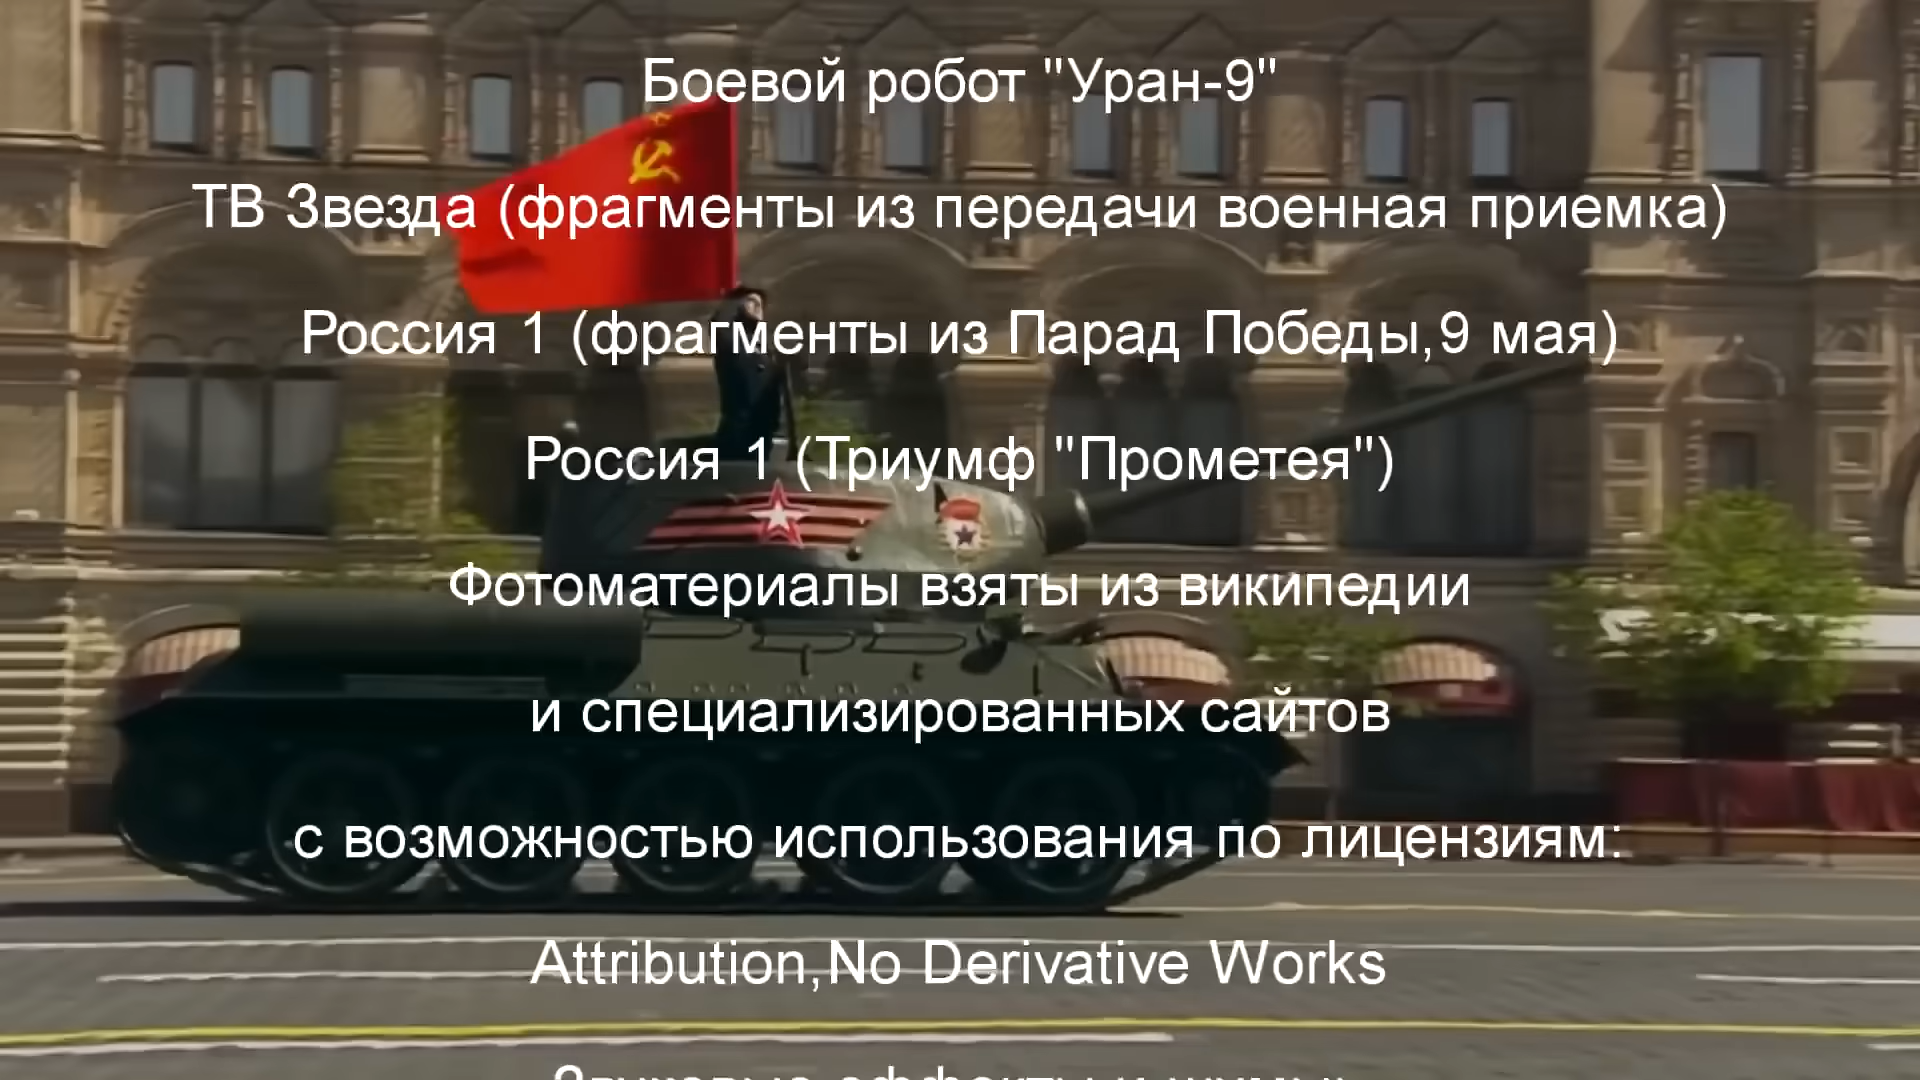 Боевой робот "Уран-9"
ТВ Звезда (фрагменты из передачи военная приемка)
Россия 1 (фрагменты из Парад Победы,9 мая)
Россия 1 (Триумф "Прометея")
Фотоматериалы взяты из википедии
и специализированных сайтов
с возможностью использования по лицензиям:
Attribution,No Derivative Works